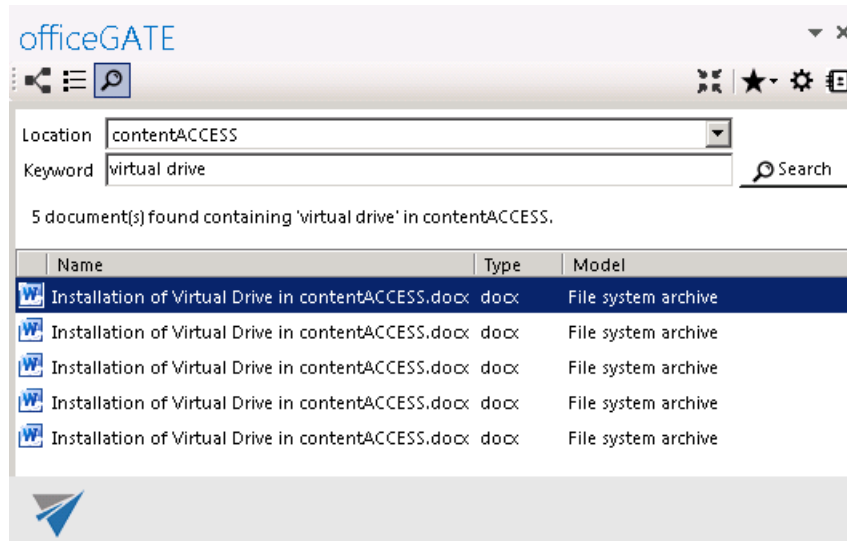 officeGATE
Location contentACCESS
Keyword virtual drive Search
5 document(s) found containing 'virtual drive' in contentACCESS.
Name Type Model
Installation of Virtual Drive in contentACCESS.docx docx File system archive
Installation of Virtual Drive in contentACCESS.docx docx File system archive
Installation of Virtual Drive in contentACCESS.docx docx File system archive
Installation of Virtual Drive in contentACCESS.docx docx File system archive
Installation of Virtual Drive in contentACCESS.docx docx File system archive